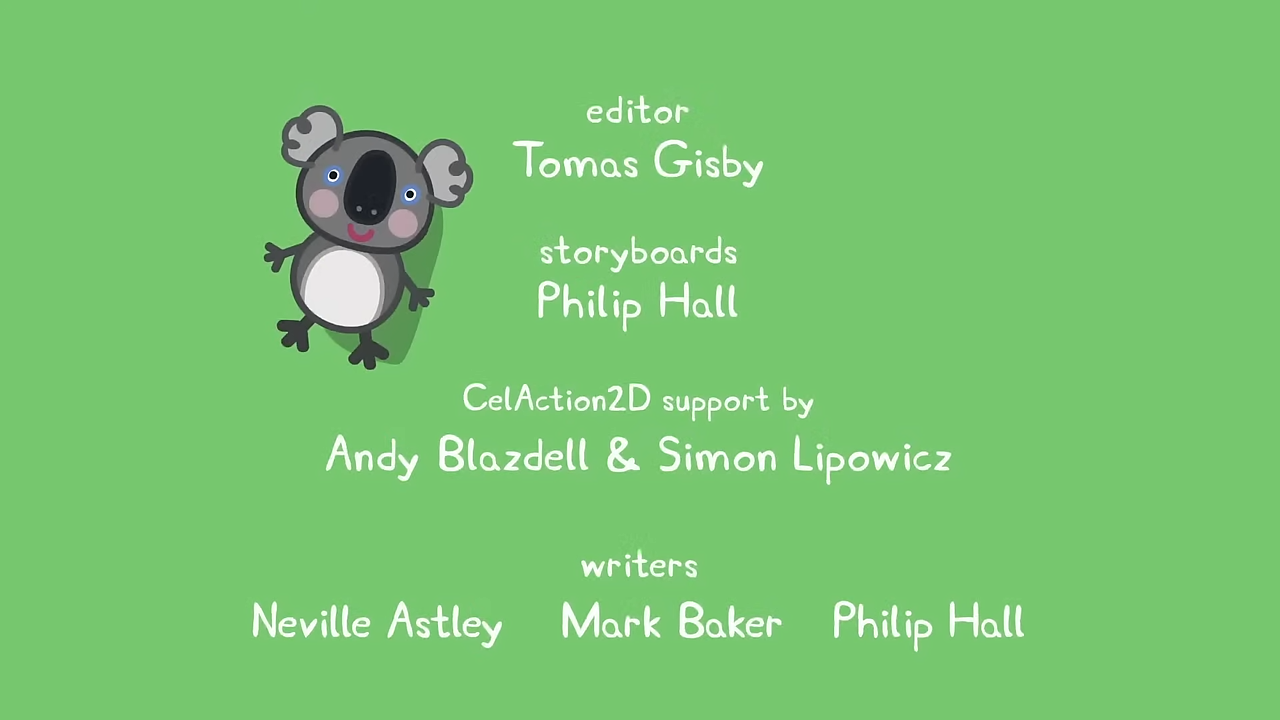 editor
Tomas Gisby
storyboards
Philip Hall
CelAction2D support by
Andy Blazdell & Simon Lipowicz
writers
Neville Astley Mark Baker Philip Hall